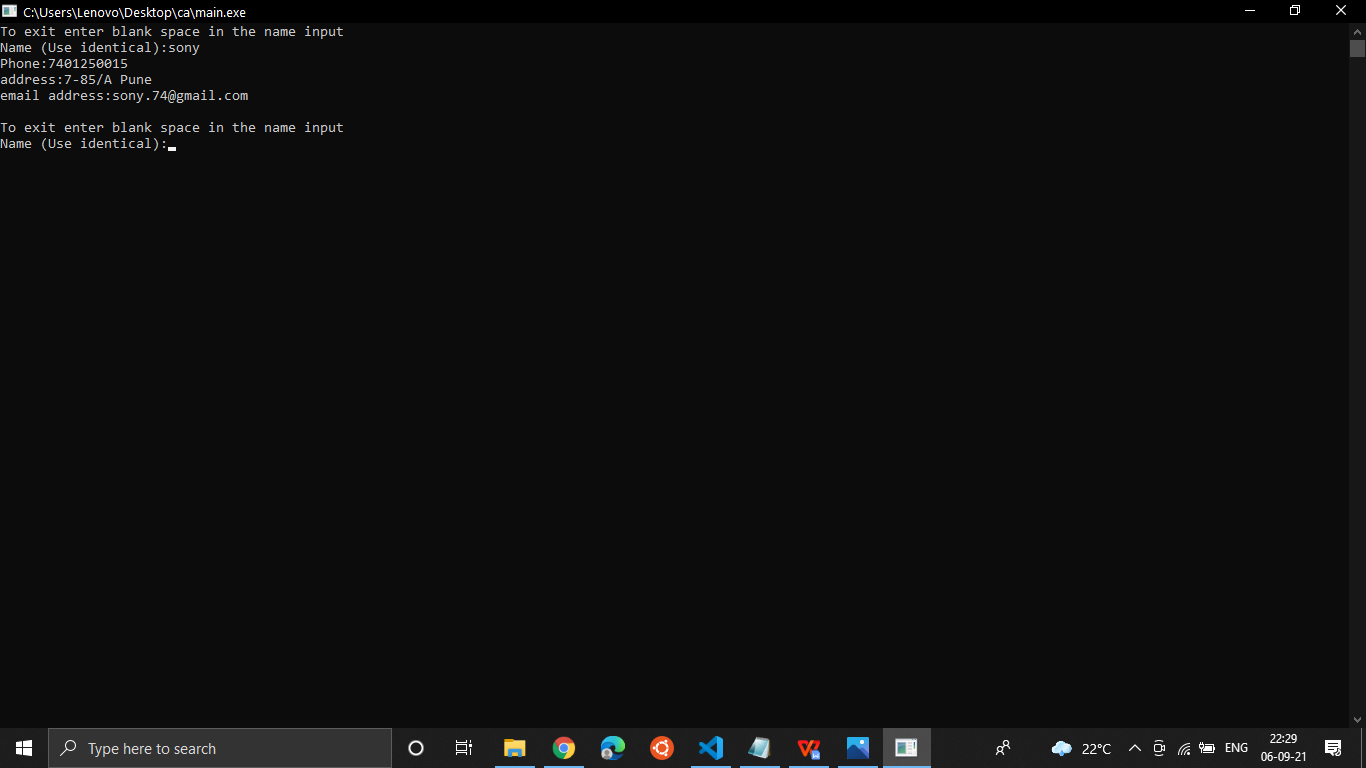 C:\Users\Lenovo\Desktop\ca\main.exe
To exit enter blank space in the name input
Name (Use identical):sony
Phone:7401250015
address:7-85/A Pune
email address:sony.74@gmail.com
To exit enter blank space in the name input
Name (Use identical):
Type here to search
22°C
ENG
22:29
06-09-21